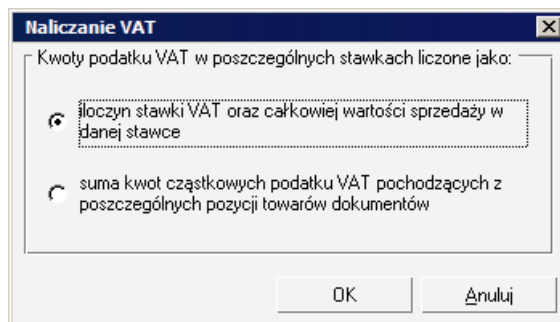 Naliczanie VAT
Kwoty podatku VAT w poszczególnych stawkach liczone jako:
iloczyn stawki VAT oraz całkowiej wartości sprzedaży w
danej stawce
suma kwot cząstkowych podatku VAT pochodzących z
poszczególnych pozycji towarów dokumentów
OK
Anuluj